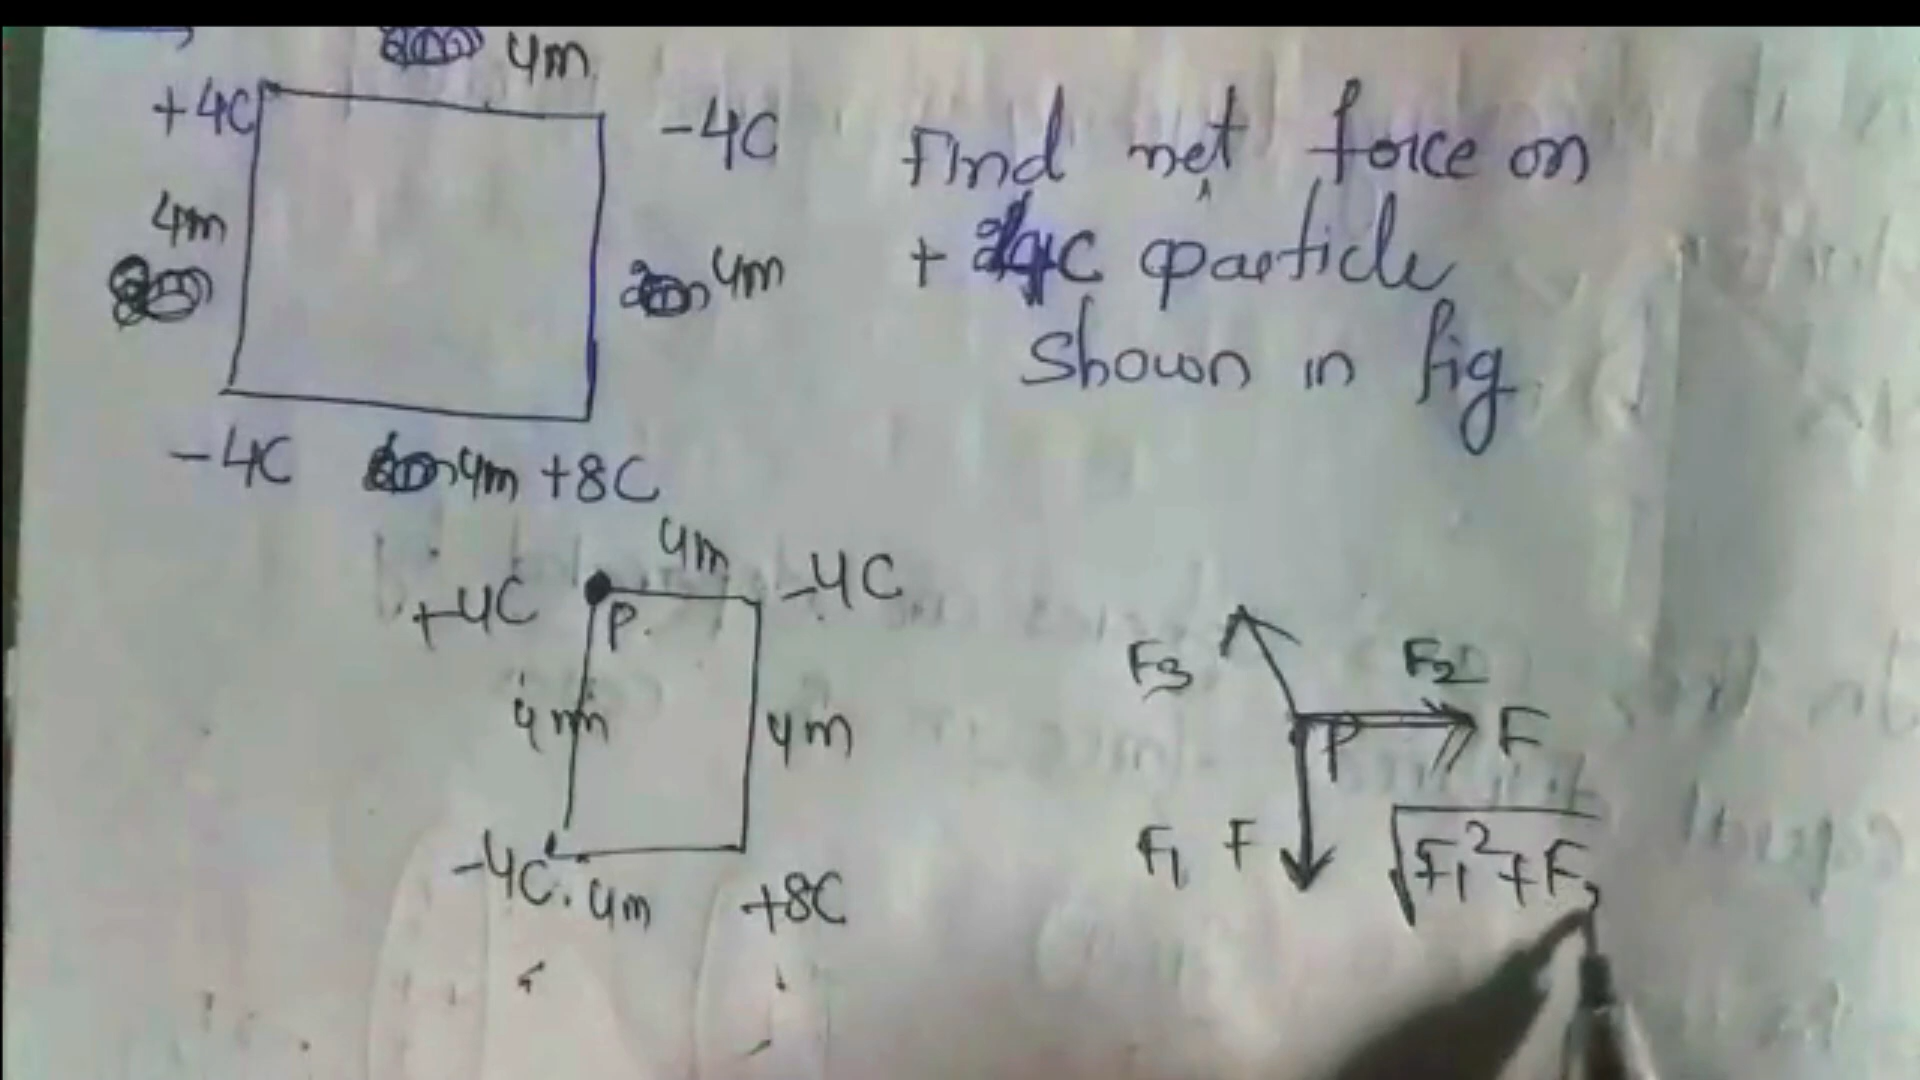 4m
+4C
-4C
Find net force on
4m
4m
+ 4C particle
shown in fig
-4C
4m
+8C
4m
+4C
-4C
P
4m
4m
-4C
4m
+8C
F3
F2
P
F
F1
F
√F1²+F